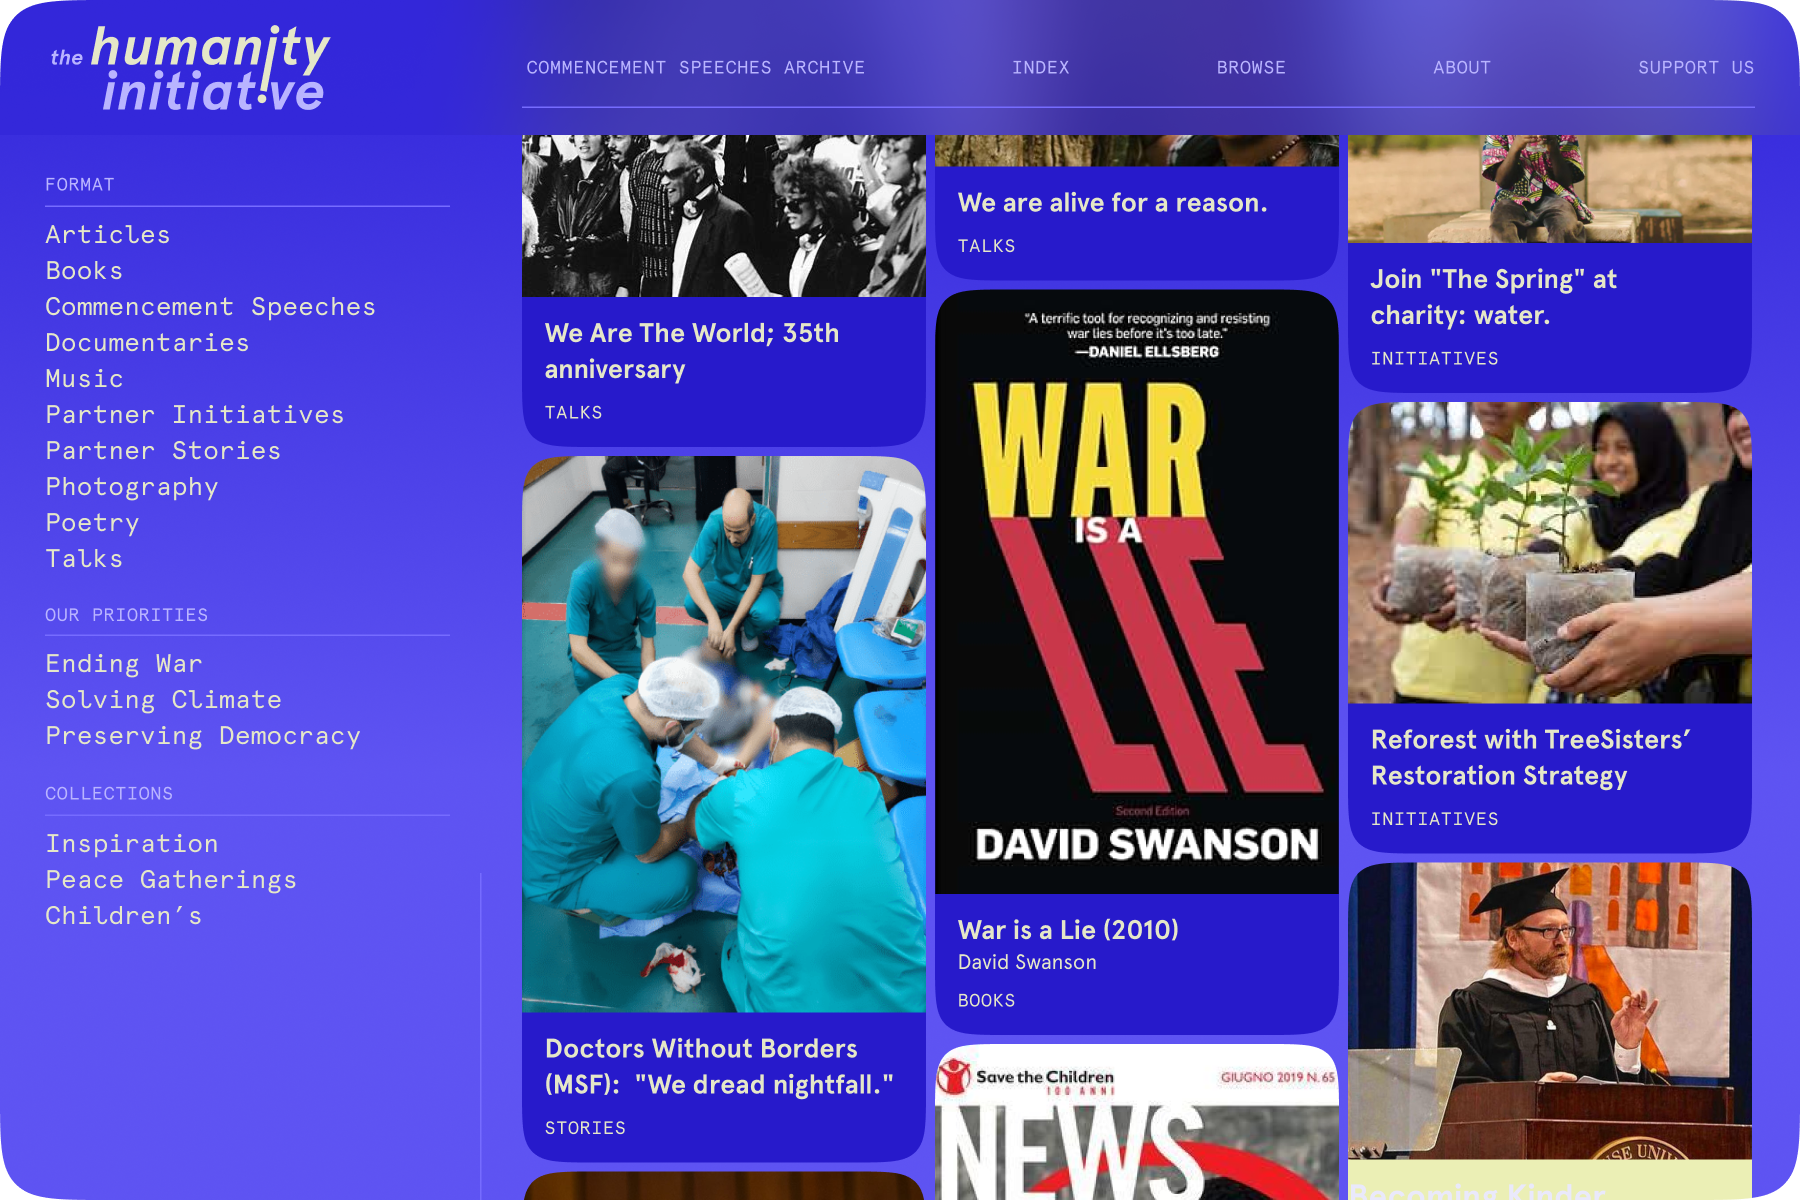 the humanity
initiative
COMMENCEMENT SPEECHES ARCHIVE
INDEX
BROWSE
ABOUT
SUPPORT US
FORMAT
Articles
Books
Commencement Speeches
Documentaries
Music
Partner Initiatives
Partner Stories
Photography
Poetry
Talks
OUR PRIORITIES
Ending War
Solving Climate
Preserving Democracy
COLLECTIONS
Inspiration
Peace Gatherings
Children’s
We Are The World; 35th
anniversary
TALKS
Doctors Without Borders
(MSF):  "We dread nightfall."
STORIES
We are alive for a reason.
TALKS
"A terrific tool for recognizing and resisting
war lies before it's too late."
—DANIEL ELLSBERG
WAR
IS A
LIE
Second Edition
DAVID SWANSON
War is a Lie (2010)
David Swanson
BOOKS
Save the Children
100 ANNI
GIUGNO 2019 N. 65
NEWS
Join "The Spring" at
charity: water.
INITIATIVES
Reforest with TreeSisters’
Restoration Strategy
INITIATIVES
Becoming Kinder